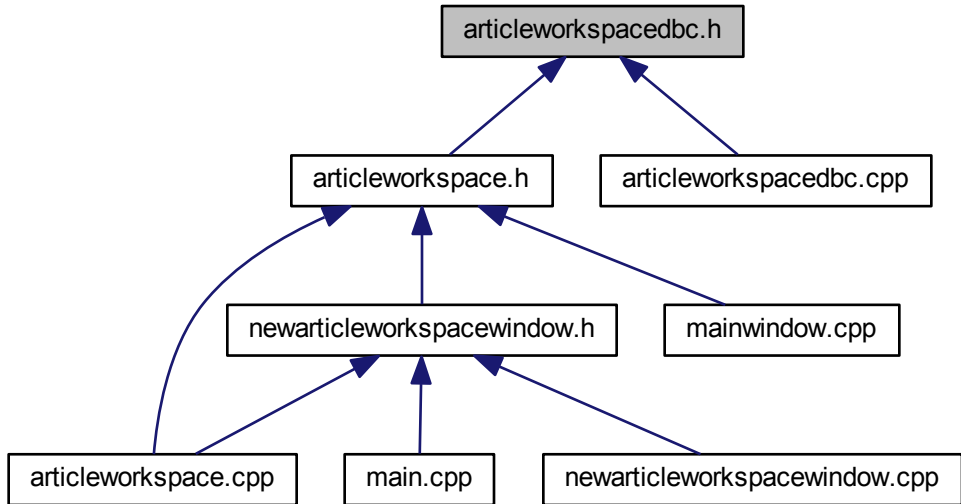 articleworkspacedbc.h
articleworkspace.h
articleworkspacedbc.cpp
newarticleworkspacewindow.h
mainwindow.cpp
articleworkspace.cpp
main.cpp
newarticleworkspacewindow.cpp